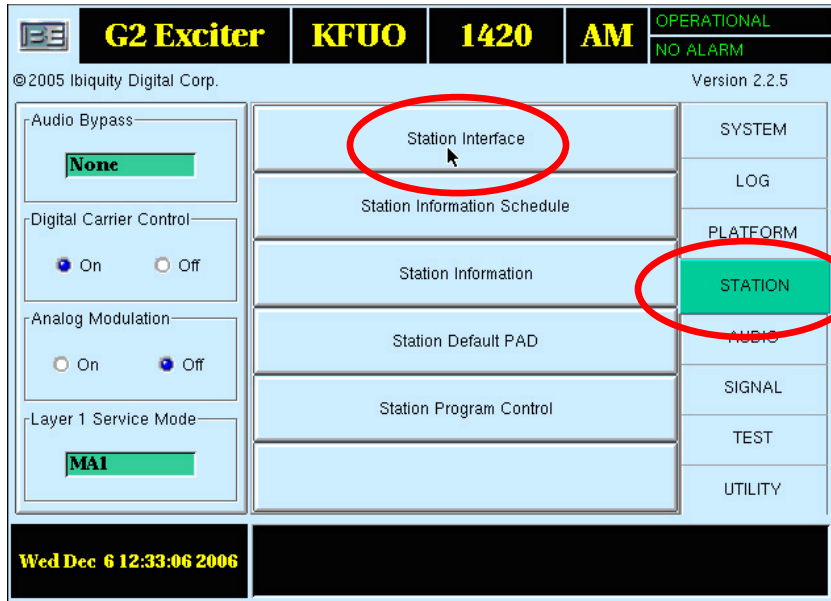 BE G2 Exciter KFUO 1420 AM OPERATIONAL
NO ALARM
©2005 Ibiquity Digital Corp. Version 2.2.5
Audio Bypass
None
Digital Carrier Control
On Off
Analog Modulation
On Off
Layer 1 Service Mode
MA1
Station Interface
Station Information Schedule
Station Information
Station Default PAD
Station Program Control
SYSTEM
LOG
PLATFORM
STATION
AUDIO
SIGNAL
TEST
UTILITY
Wed Dec 6 12:33:06 2006